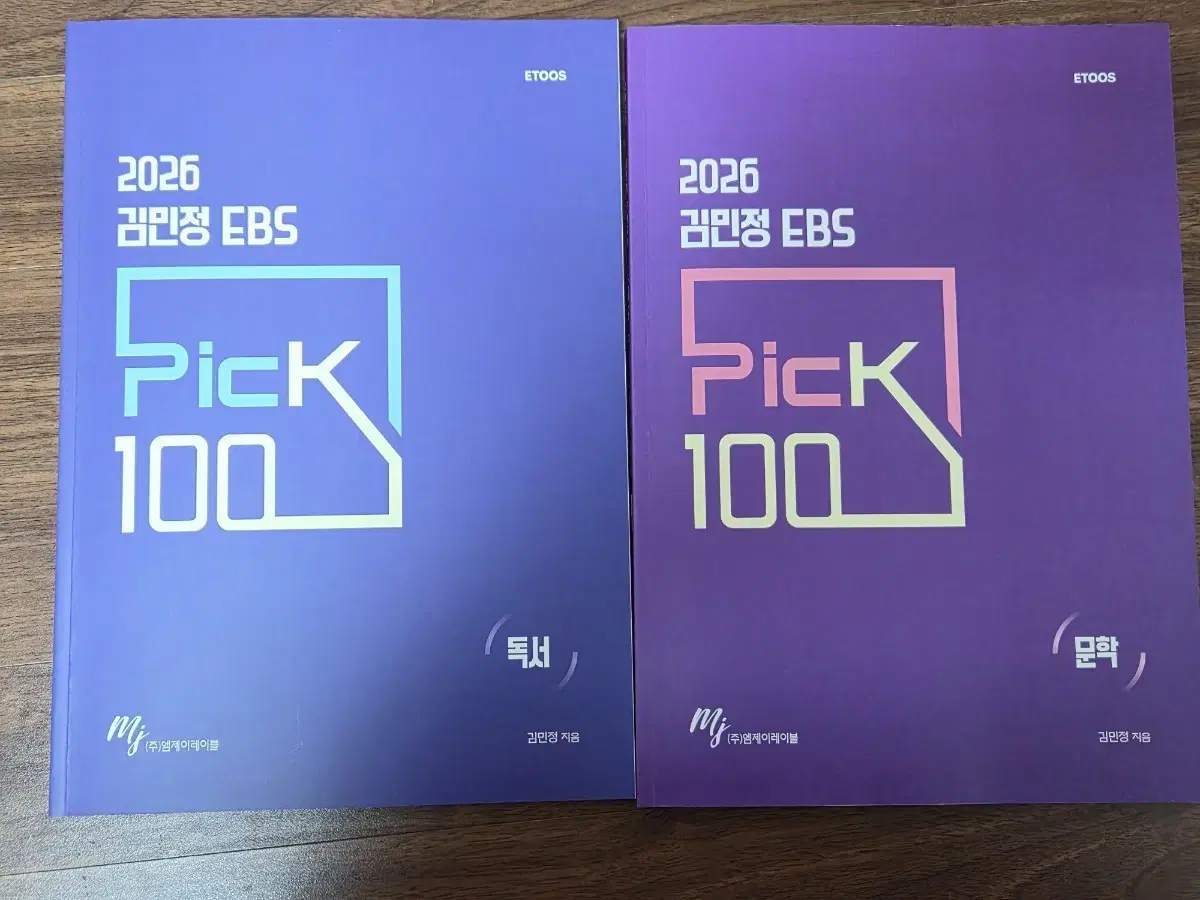 ETOOS
2026
김민정 EBS
PicK
100
독서
Mj (주)엠제이레이블
김민정 지음
ETOOS
2026
김민정 EBS
PicK
100
문학
Mj (주)엠제이레이블
김민정 지음